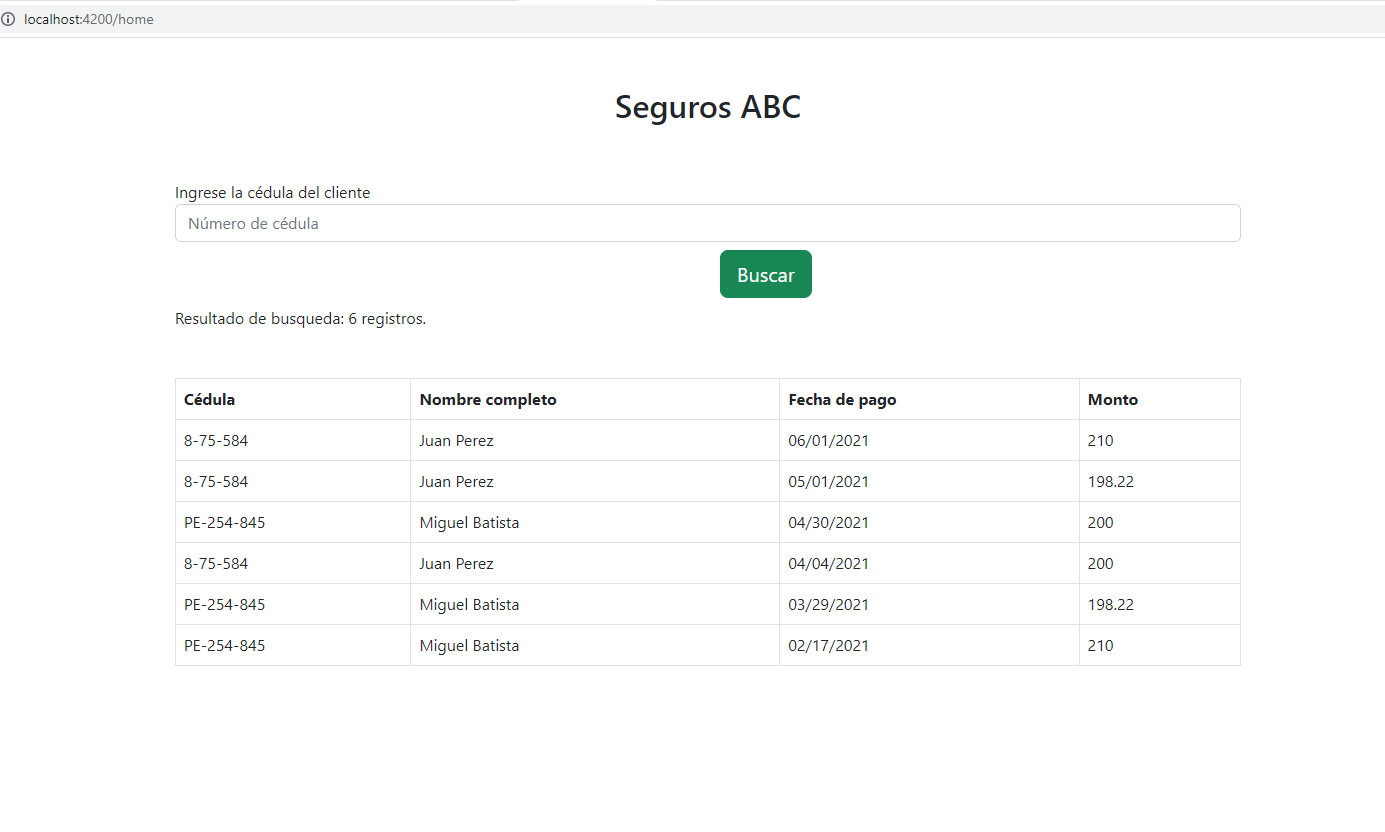 localhost:4200/home
Seguros ABC
Ingrese la cédula del cliente
Número de cédula
Buscar
Resultado de busqueda: 6 registros.
Cédula Nombre completo Fecha de pago Monto
8-75-584 Juan Perez 06/01/2021 210
8-75-584 Juan Perez 05/01/2021 198.22
PE-254-845 Miguel Batista 04/30/2021 200
8-75-584 Juan Perez 04/04/2021 200
PE-254-845 Miguel Batista 03/29/2021 198.22
PE-254-845 Miguel Batista 02/17/2021 210